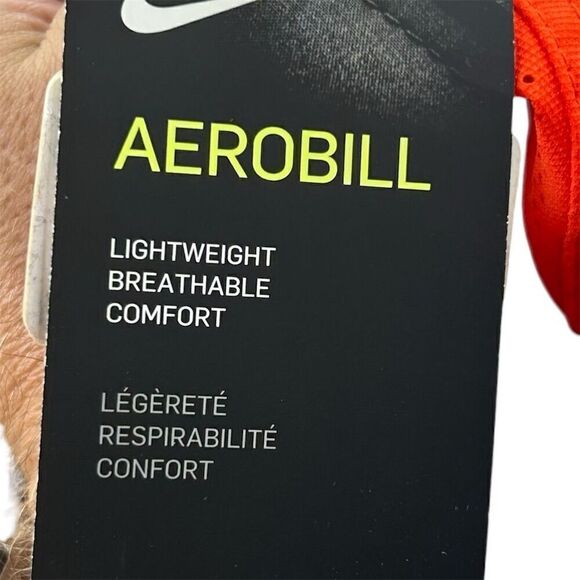 AEROBILL
LIGHTWEIGHT
BREATHABLE
COMFORT
LÉGÈRETÉ
RESPIRABILITÉ
CONFORT